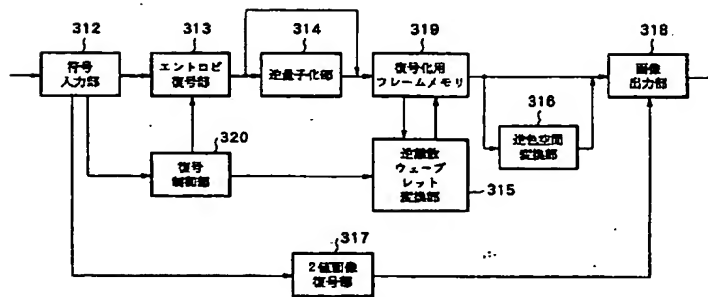 312
符号
入力部
313
エントロピ
復号部
314
逆量子化部
319
復号化用
フレームメモリ
318
画像
出力部
316
逆色空間
変換部
320
復号
制御部
逆離散
ウェーブ
レット
変換部
315
317
2値画像
復号部